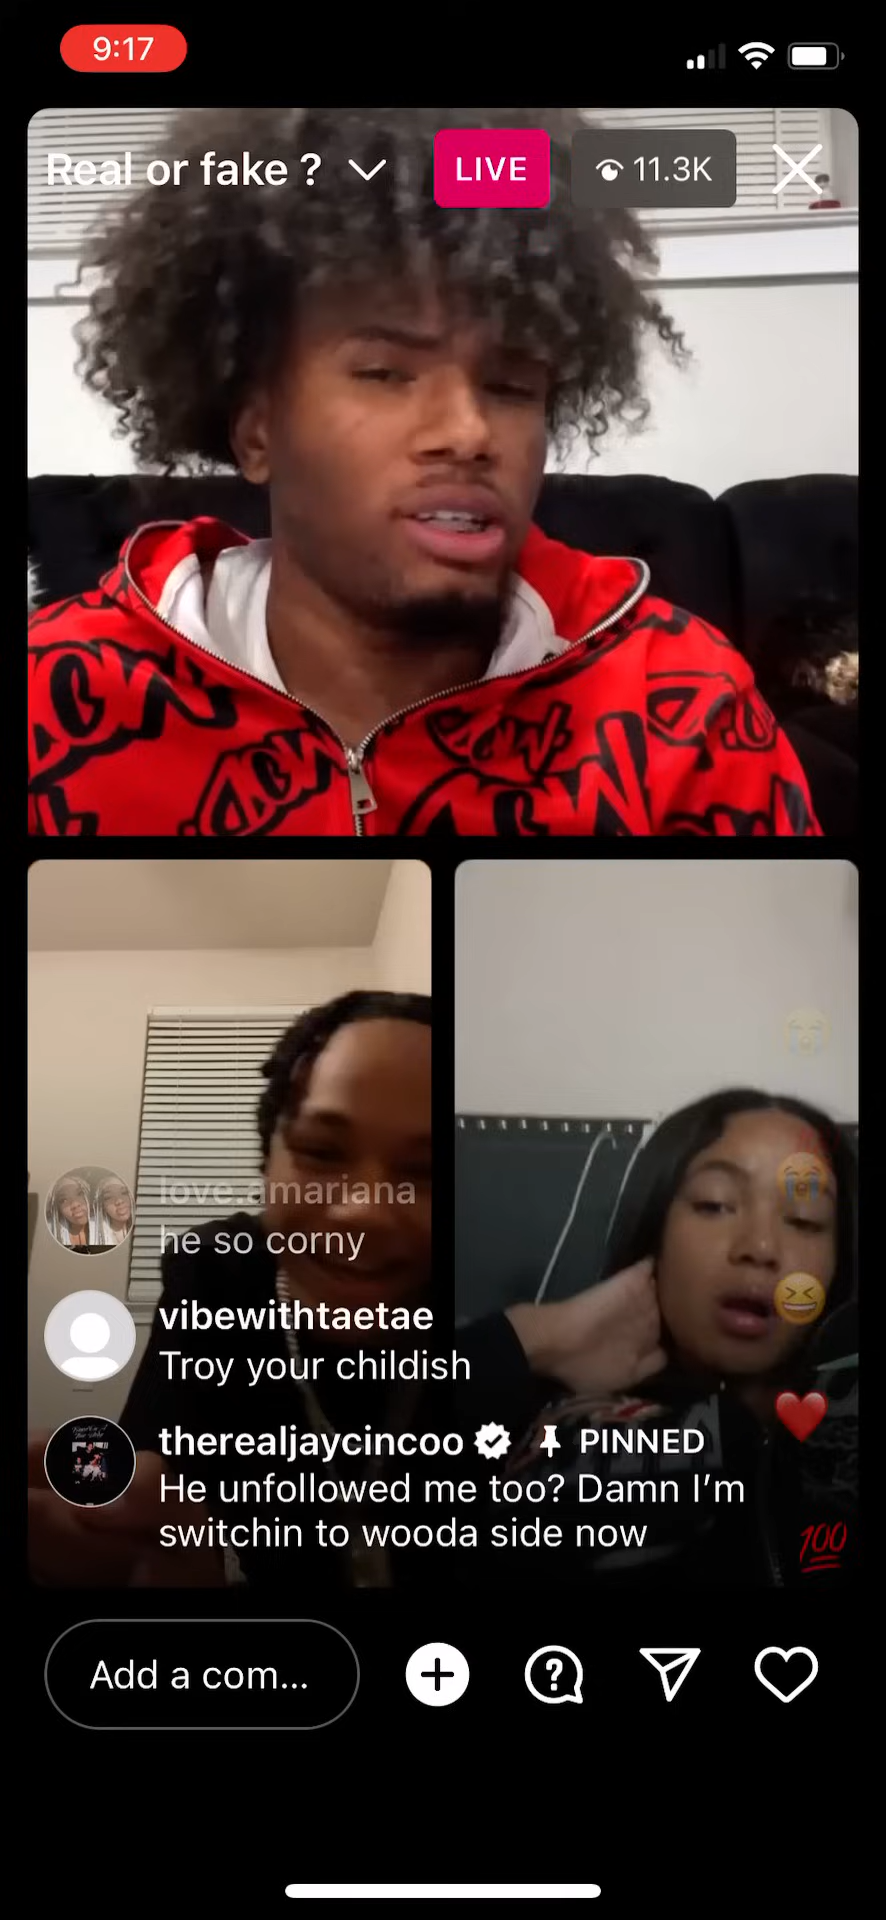 9:17
Real or fake ?
LIVE
11.3K
love.amariana
he so corny
vibewithtaetae
Troy your childish
therealjaycincoo PINNED
He unfollowed me too? Damn I’m
switchin to wooda side now
100
Add a com...